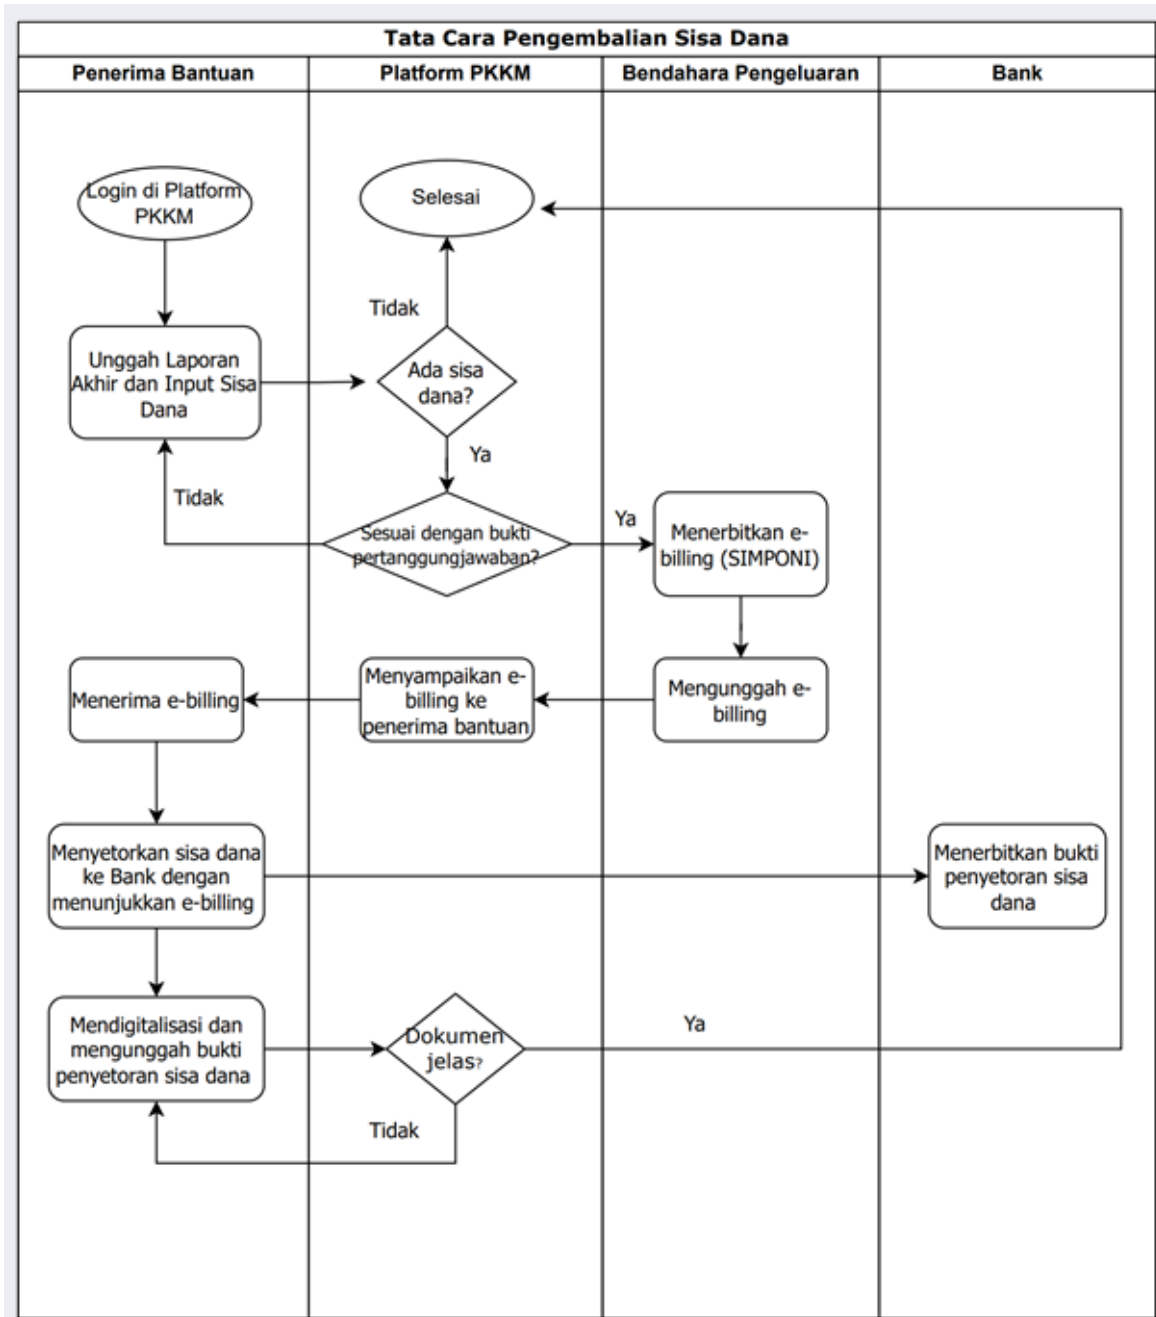 Tata Cara Pengembalian Sisa Dana
Penerima Bantuan
Platform PKKM
Bendahara Pengeluaran
Bank
Login di Platform
PKKM
Selesai
Tidak
Unggah Laporan
Akhir dan Input Sisa
Dana
Ada sisa
dana?
Ya
Tidak
Sesuai dengan bukti
pertanggungjawaban?
Ya
Menerbitkan e-
billing (SIMPONI)
Menerima e-billing
Menyampaikan e-
billing ke
penerima bantuan
Mengunggah e-
billing
Menyetorkan sisa dana
ke Bank dengan
menunjukkan e-billing
Menerbitkan bukti
penyetoran sisa
dana
Mendigitalisasi dan
mengunggah bukti
penyetoran sisa dana
Dokumen
jelas?
Ya
Tidak